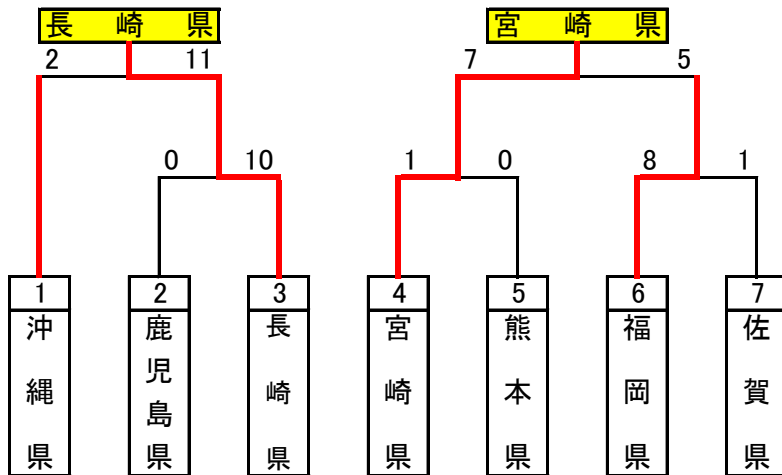 長崎県 宮崎県
2 11 7 5
0 10 1 0 8 1
1 2 3 4 5 6 7
沖縄県 鹿児島県 長崎県 宮崎県 熊本県 福岡県 佐賀県